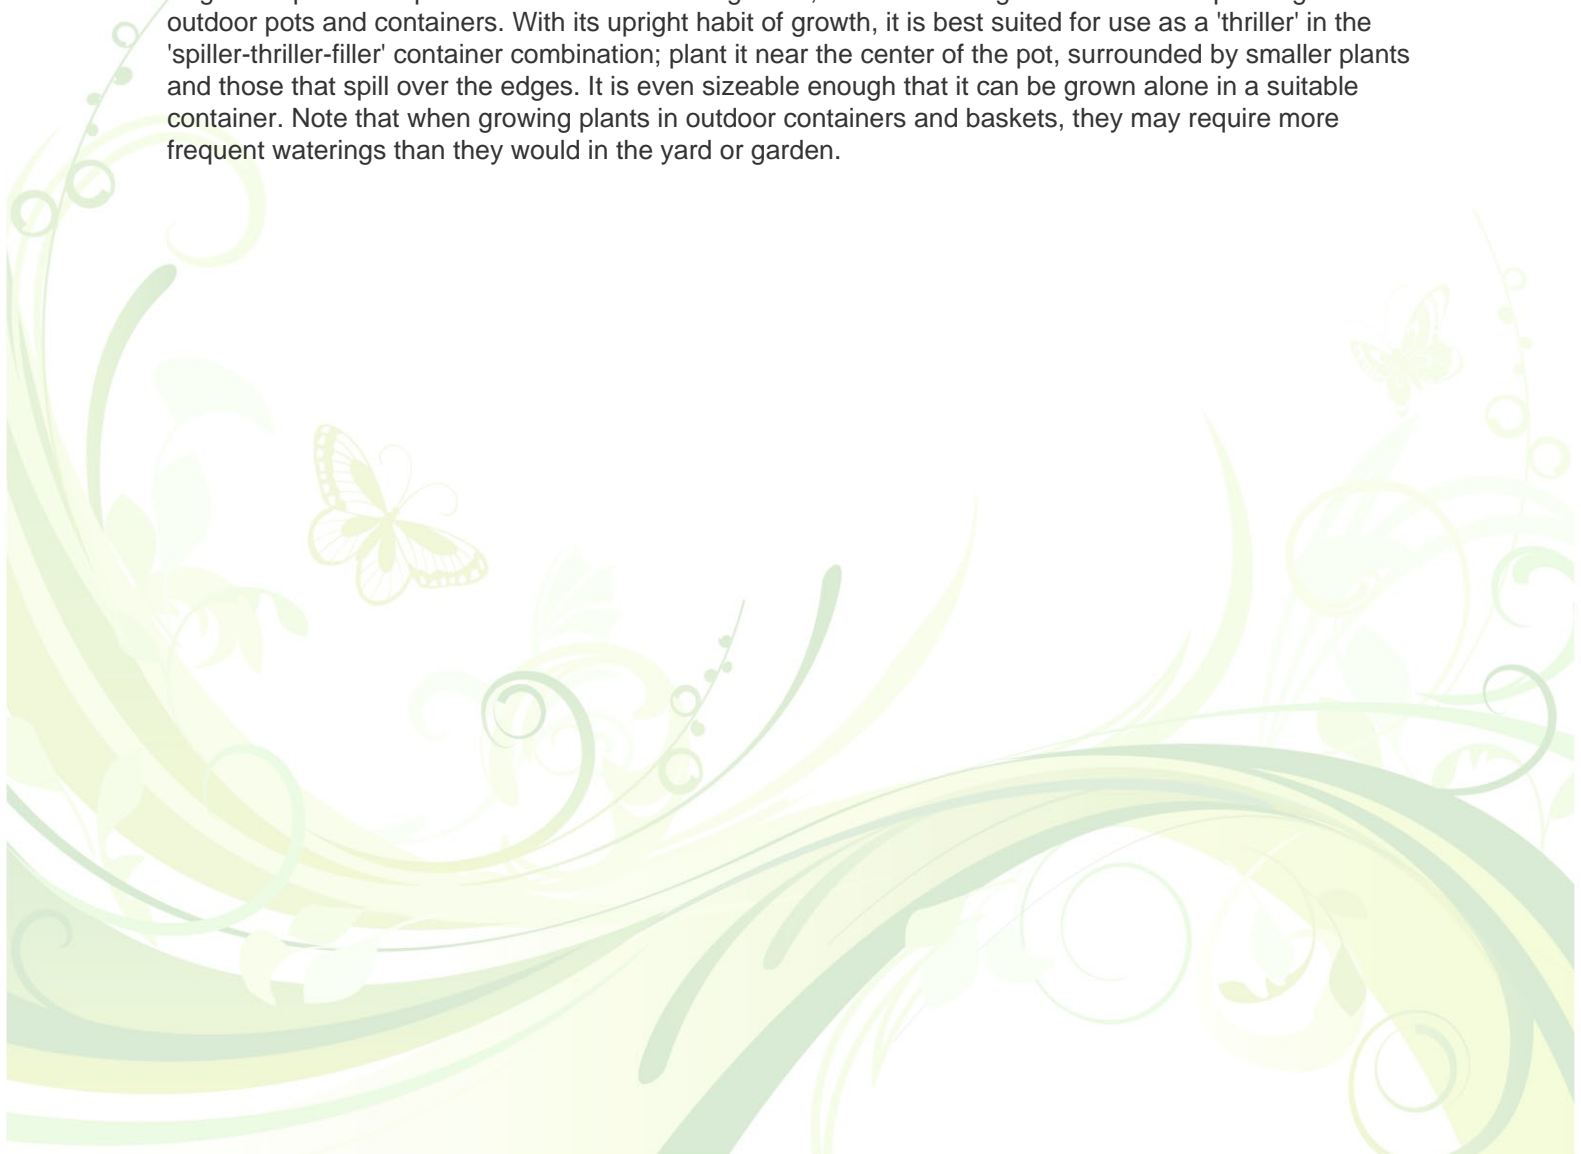 outdoor pots and containers. With its upright habit of growth, it is best suited for use as a 'thriller' in the
'spiller-thriller-filler' container combination; plant it near the center of the pot, surrounded by smaller plants
and those that spill over the edges. It is even sizeable enough that it can be grown alone in a suitable
container. Note that when growing plants in outdoor containers and baskets, they may require more
frequent waterings than they would in the yard or garden.